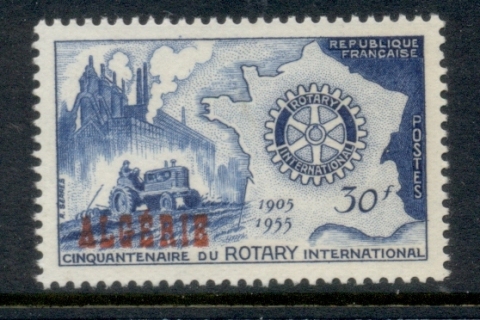 REPUBLIQUE
FRANÇAISE
ROTARY
INTERNATIONAL
POSTES
1905
1955
30f
ALGÉRIE
CINQUANTENAIRE DU ROTARY INTERNATIONAL